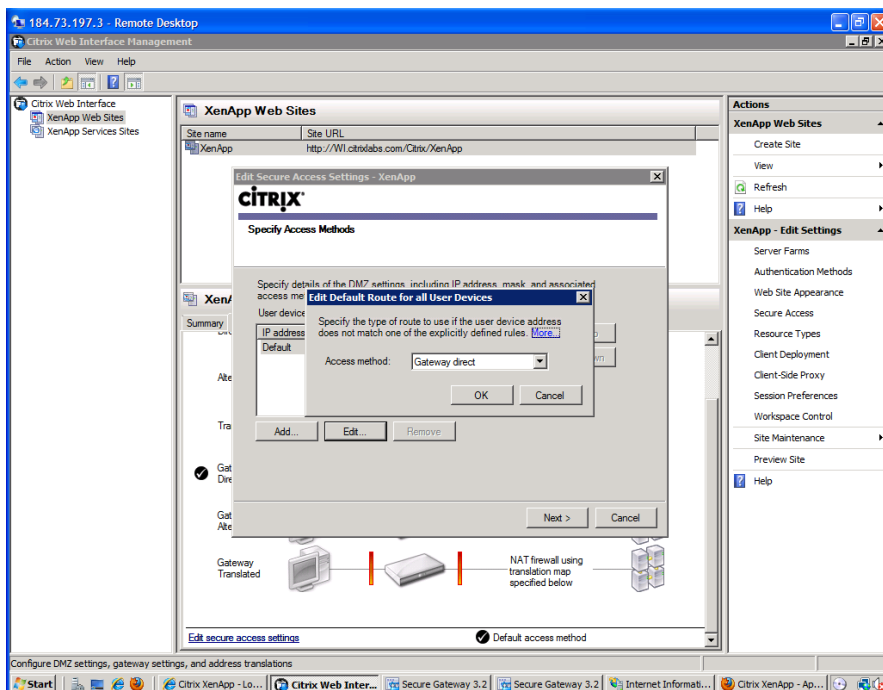 184.73.197.3 - Remote Desktop
Citrix Web Interface Management
File Action View Help
Citrix Web Interface
XenApp Web Sites
XenApp Services Sites
XenApp Web Sites
Site name Site URL
XenApp http://WI.citrixlabs.com/Citrix/XenApp
Edit Secure Access Settings - XenApp
CITRIX
Specify Access Methods
Specify details of the DMZ settings, including IP address, mask, and associated
access me
User device
IP address
Default
Edit Default Route for all User Devices
Specify the type of route to use if the user device address
does not match one of the explicitly defined rules. More...
Access method: Gateway direct
OK Cancel
Add... Edit... Remove
Next > Cancel
XenA
Summary
Alte
Tra
Gat
Dire
Gat
Alte
Gateway
Translated
NAT firewall using
translation map
specified below
Edit secure access settings
Default access method
Actions
XenApp Web Sites
Create Site
View
Refresh
Help
XenApp - Edit Settings
Server Farms
Authentication Methods
Web Site Appearance
Secure Access
Resource Types
Client Deployment
Client-Side Proxy
Session Preferences
Workspace Control
Site Maintenance
Preview Site
Help
Configure DMZ settings, gateway settings, and address translations
Start Citrix XenApp - Lo... Citrix Web Inter... Secure Gateway 3.2 Secure Gateway 3.2 Internet Informati... Citrix XenApp - Ap...